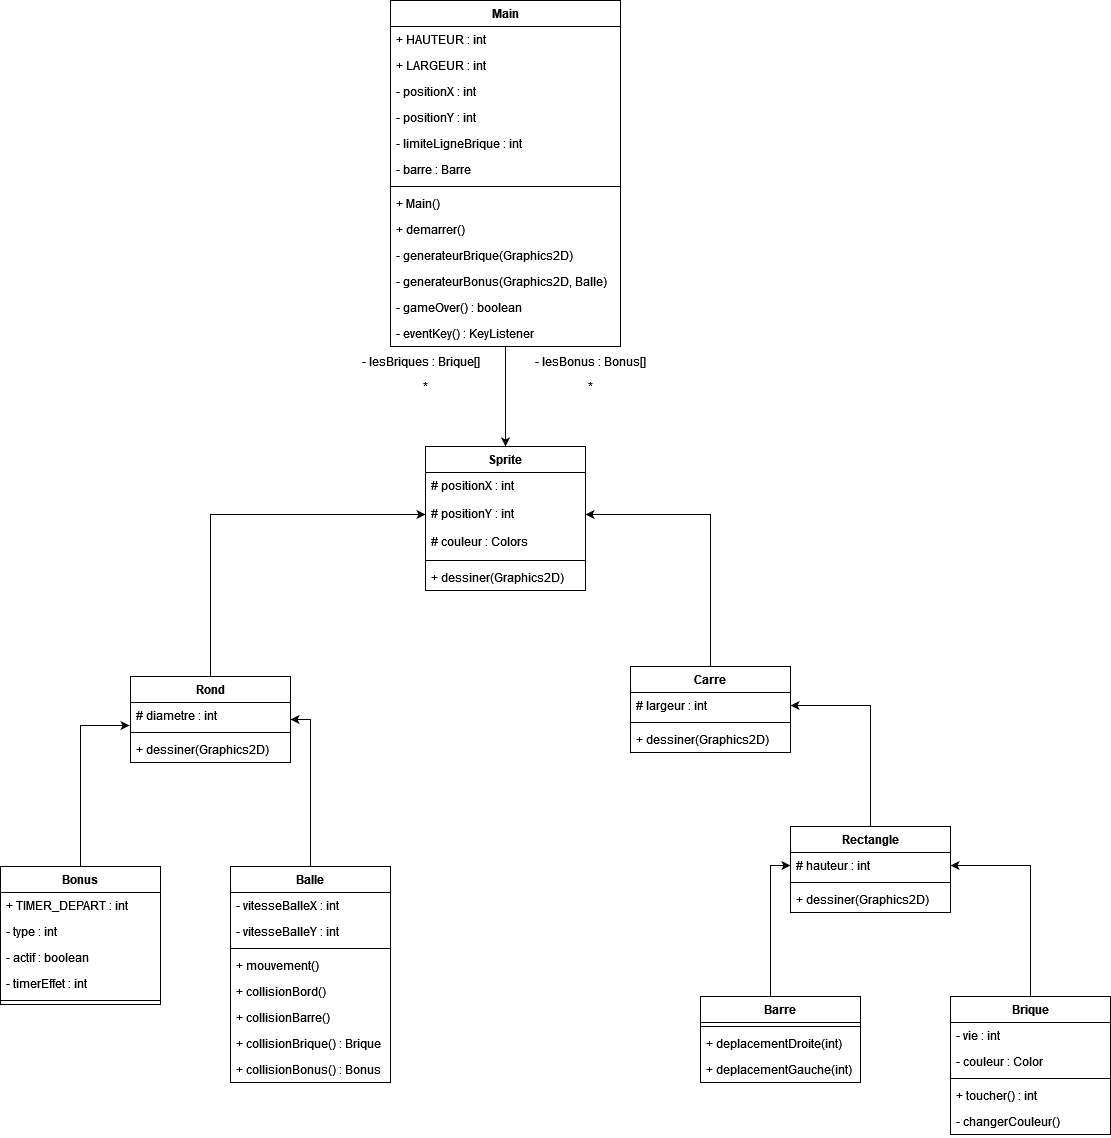 Main
+ HAUTEUR : int
+ LARGEUR : int
- positionX : int
- positionY : int
- limiteLigneBrique : int
- barre : Barre
+ Main()
+ demarrer()
- generateurBrique(Graphics2D)
- generateurBonus(Graphics2D, Balle)
- gameOver() : boolean
- eventKey() : KeyListener
- lesBriques : Brique[]
*
- lesBonus : Bonus[]
*
Sprite
# positionX : int
# positionY : int
# couleur : Colors
+ dessiner(Graphics2D)
Rond
# diametre : int
+ dessiner(Graphics2D)
Carre
# largeur : int
+ dessiner(Graphics2D)
Rectangle
# hauteur : int
+ dessiner(Graphics2D)
Bonus
+ TIMER_DEPART : int
- type : int
- actif : boolean
- timerEffet : int
Balle
- vitesseBalleX : int
- vitesseBalleY : int
+ mouvement()
+ collisionBord()
+ collisionBarre()
+ collisionBrique() : Brique
+ collisionBonus() : Bonus
Barre
+ deplacementDroite(int)
+ deplacementGauche(int)
Brique
- vie : int
- couleur : Color
+ toucher() : int
- changerCouleur()